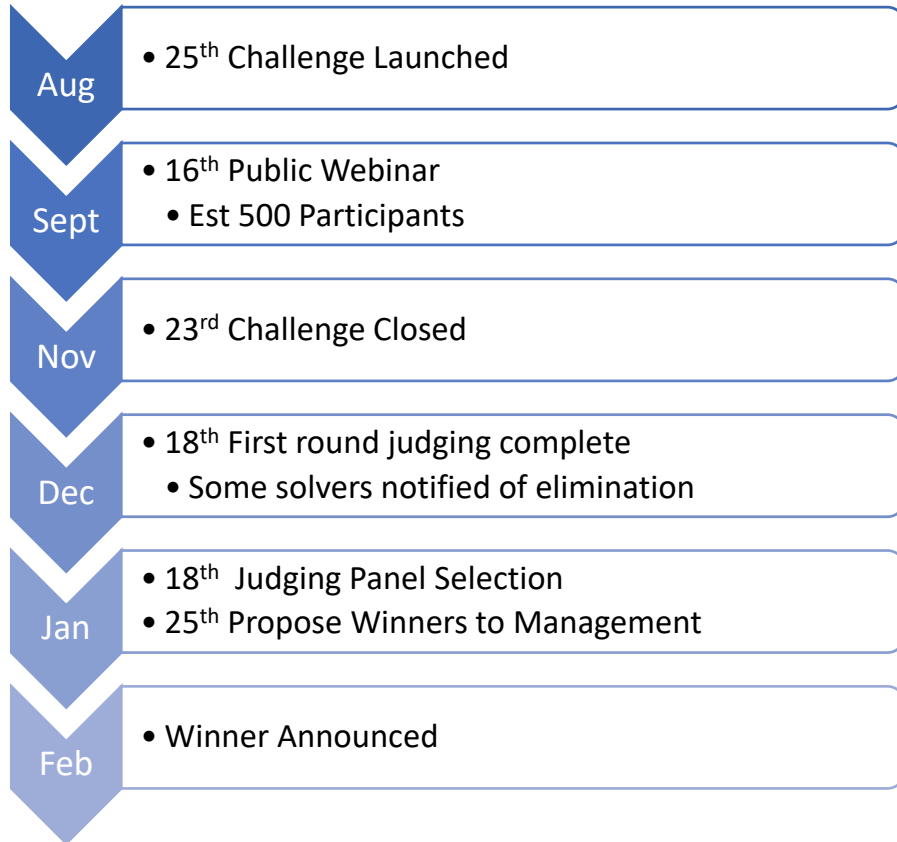 Aug
• 25th Challenge Launched
Sept
• 16th Public Webinar
• Est 500 Participants
Nov
• 23rd Challenge Closed
Dec
• 18th First round judging complete
• Some solvers notified of elimination
Jan
• 18th  Judging Panel Selection
• 25th Propose Winners to Management
Feb
• Winner Announced